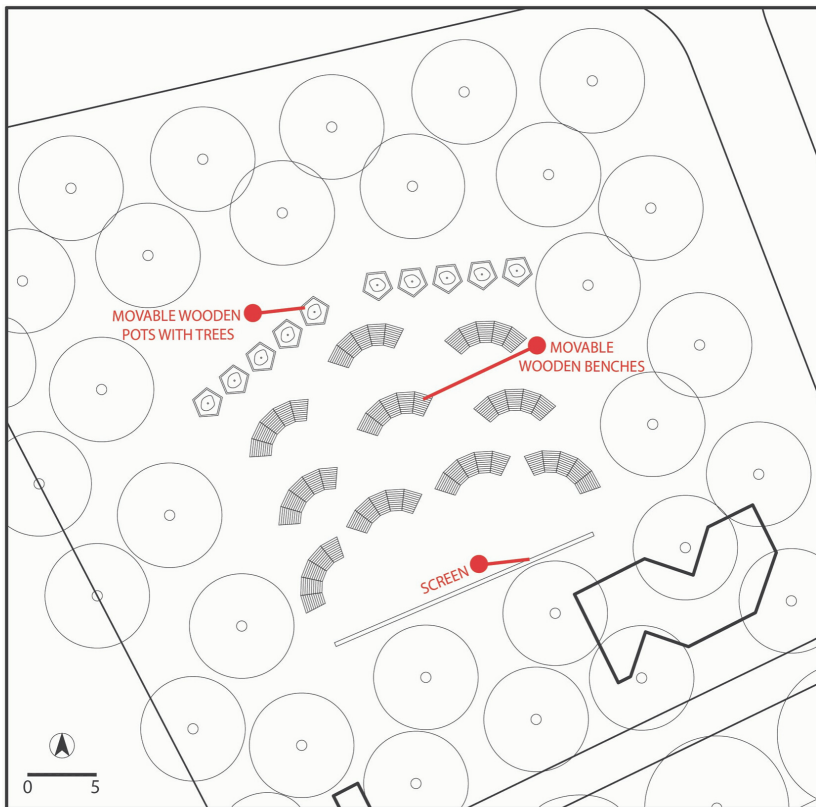 MOVABLE WOODEN
POTS WITH TREES
MOVABLE
WOODEN BENCHES
SCREEN
0 5